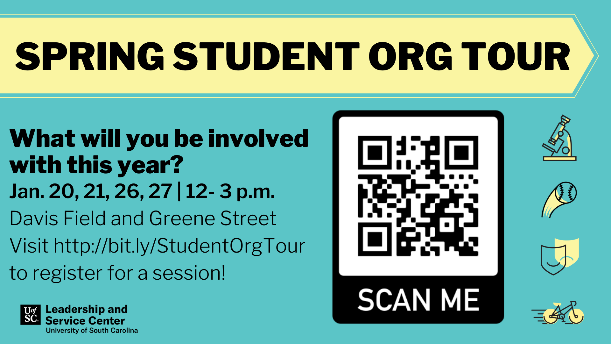 SPRING STUDENT ORG TOUR
What will you be involved
with this year?
Jan. 20, 21, 26, 27 | 12- 3 p.m.
Davis Field and Greene Street
Visit http://bit.ly/StudentOrgTour
to register for a session!
SCAN ME
UofSC
Leadership and
Service Center
University of South Carolina